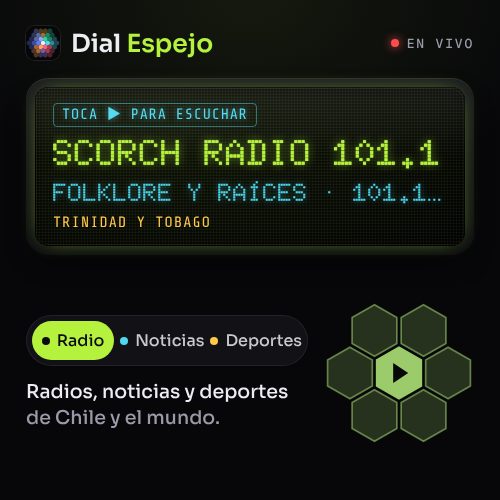 Dial Espejo
EN VIVO
TOCA ▶ PARA ESCUCHAR
SCORCH RADIO 101.1
FOLKLORE Y RAÍCES · 101.1…
TRINIDAD Y TOBAGO
Radio Noticias Deportes
Radios, noticias y deportes
de Chile y el mundo.